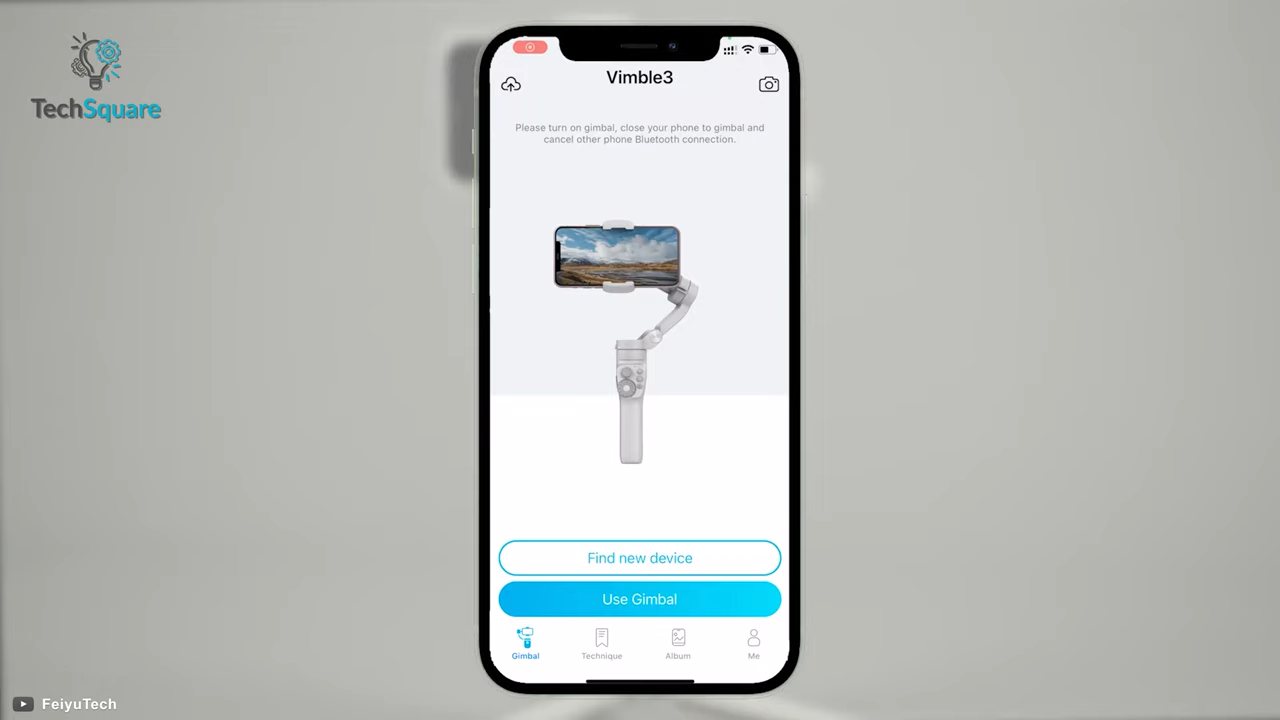 TechSquare
Vimble3
Please turn on gimbal, close your phone to gimbal and
cancel other phone Bluetooth connection.
Find new device
Use Gimbal
Gimbal
Technique
Album
Me
FeiyuTech